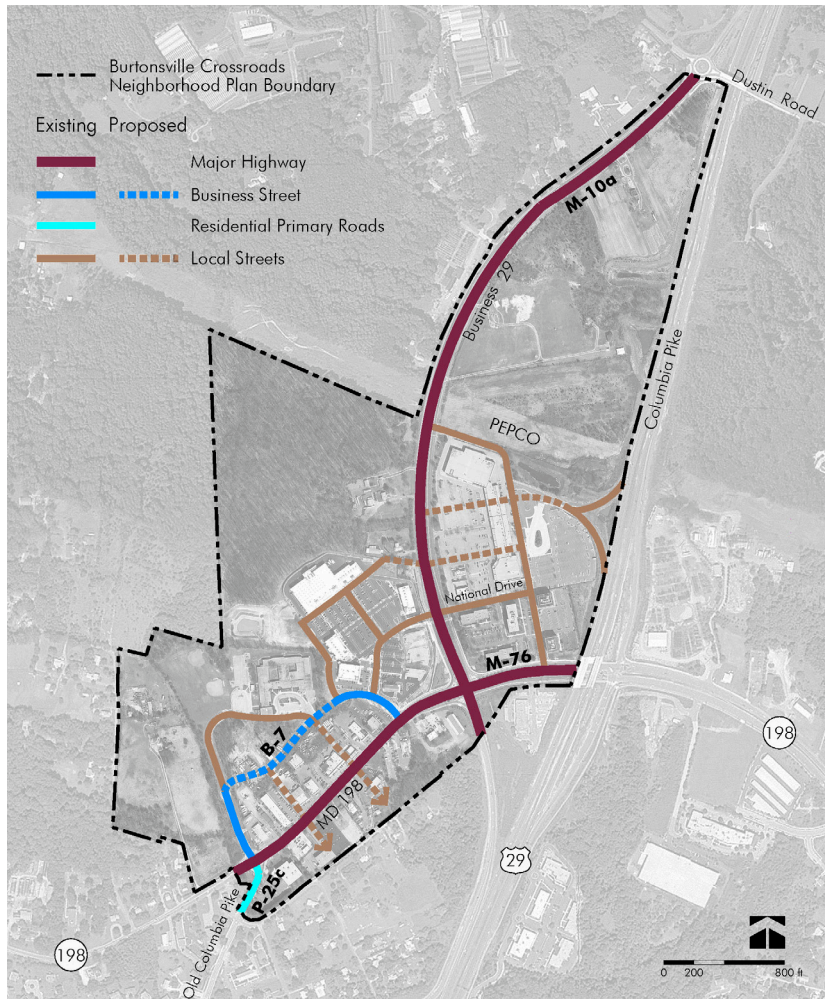 Burtonsville Crossroads
Neighborhood Plan Boundary
Existing Proposed
Major Highway
Business Street
Residential Primary Roads
Local Streets
Dustin Road
M-10a
Business 29
Columbia Pike
PEPCO
National Drive
M-76
B-7
198
MD 198
29
P-25c
Old Columbia Pike
198
0 200 800 ft